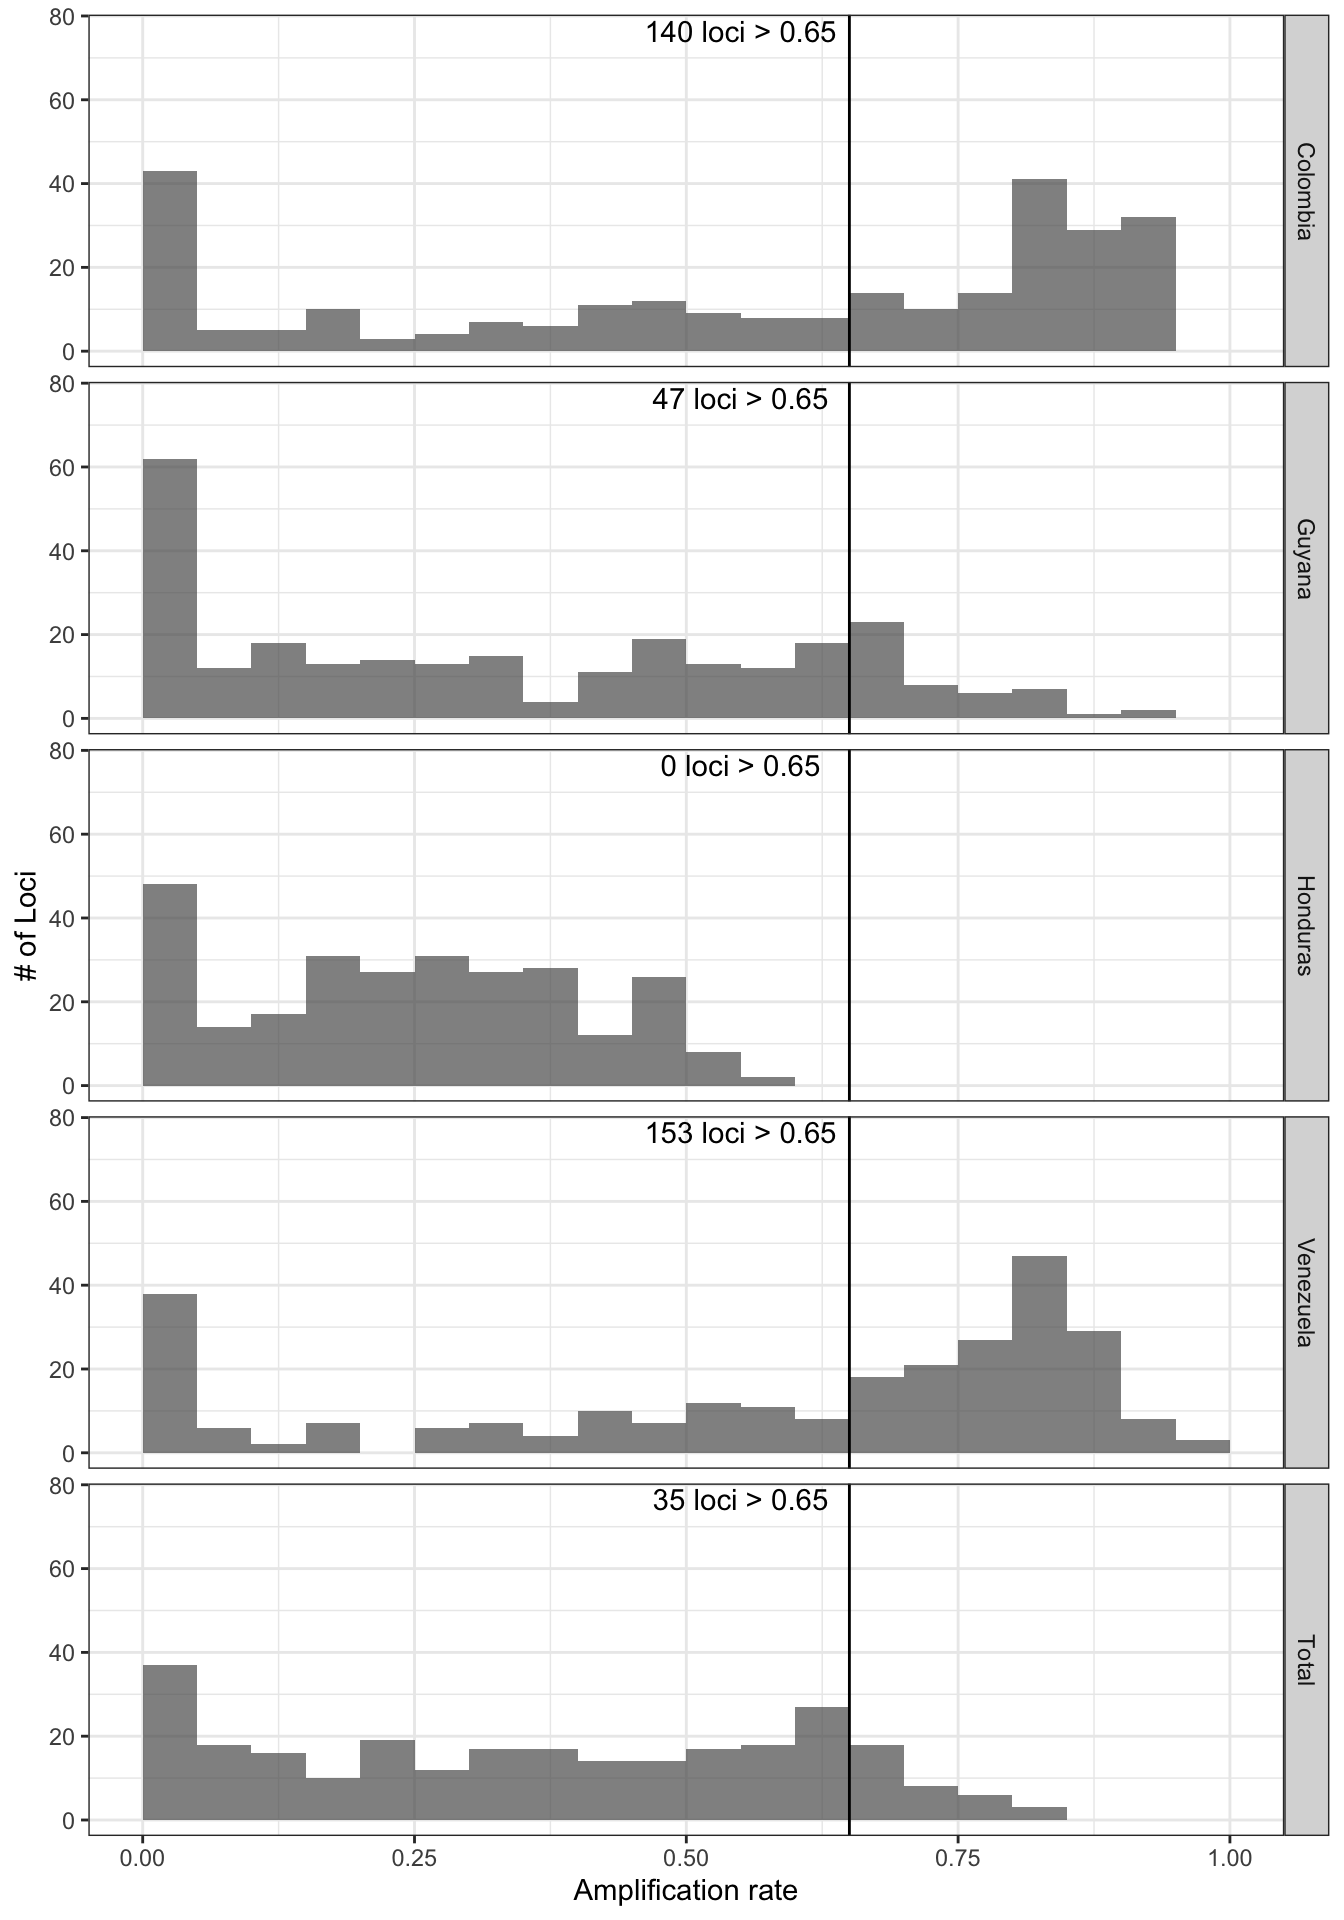 140 loci > 0.65
80
60
40
20
0
Colombia
47 loci > 0.65
80
60
40
20
0
Guyana
0 loci > 0.65
80
60
40
20
0
Honduras
# of Loci
153 loci > 0.65
80
60
40
20
0
Venezuela
35 loci > 0.65
80
60
40
20
0
Total
0.00 0.25 0.50 0.75 1.00
Amplification rate